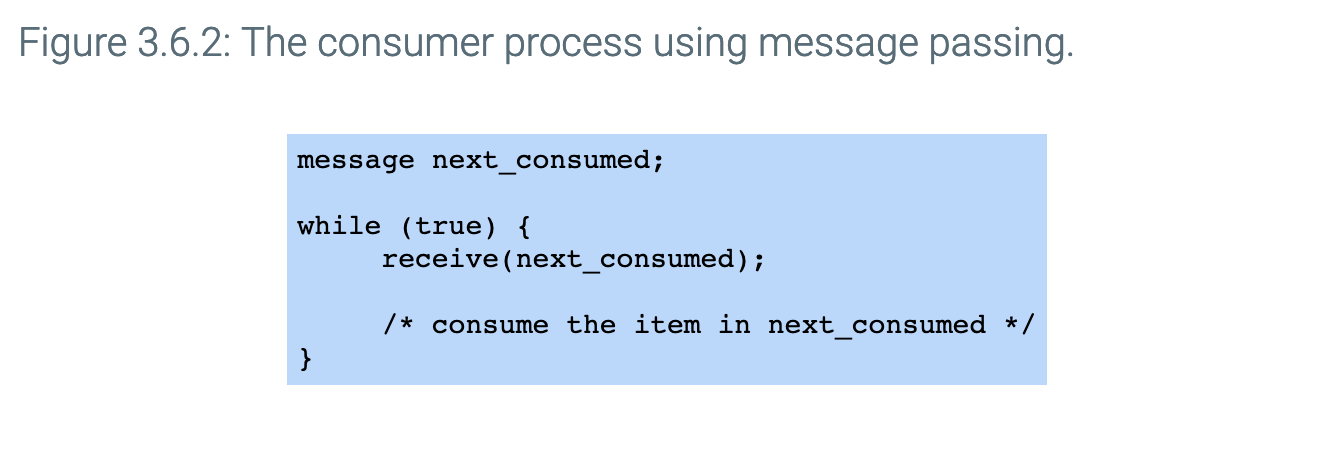 Figure 3.6.2: The consumer process using message passing.
message next_consumed;
while (true) {
receive(next_consumed);
/* consume the item in next_consumed */
}